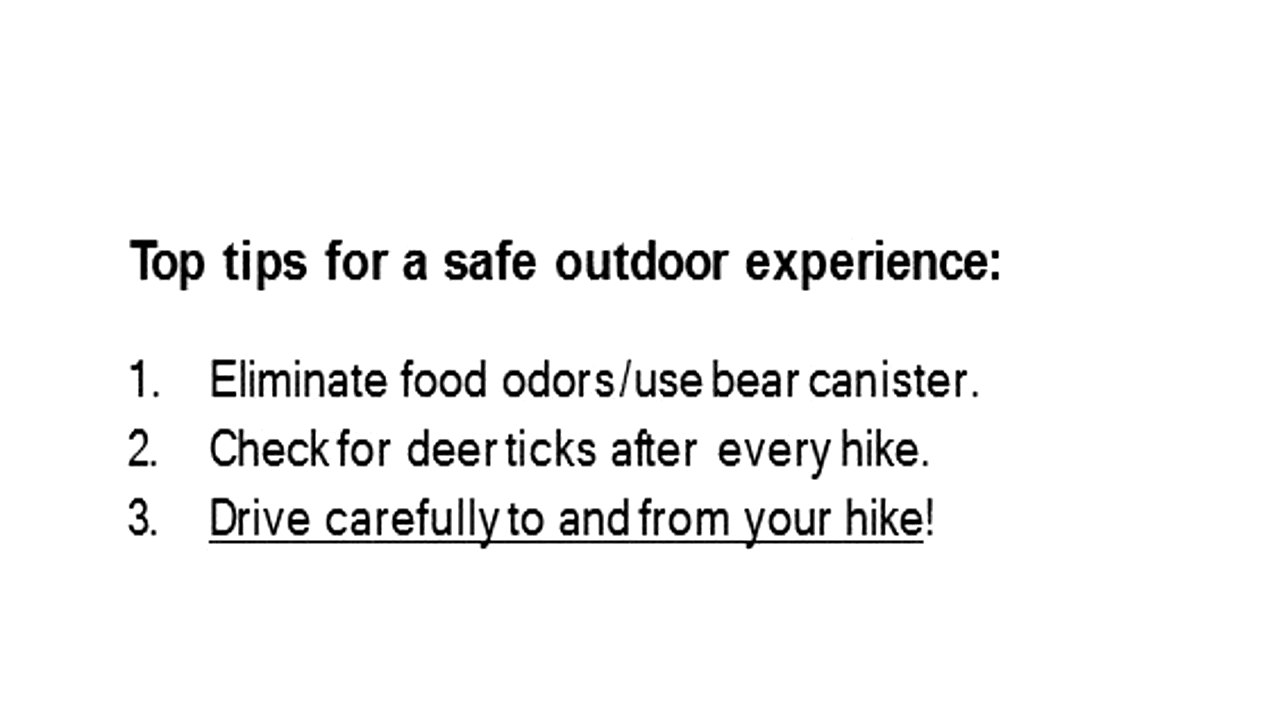 Top tips for a safe outdoor experience:
1. Eliminate food odors/use bear canister.
2. Check for deer ticks after every hike.
3. Drive carefully to and from your hike!